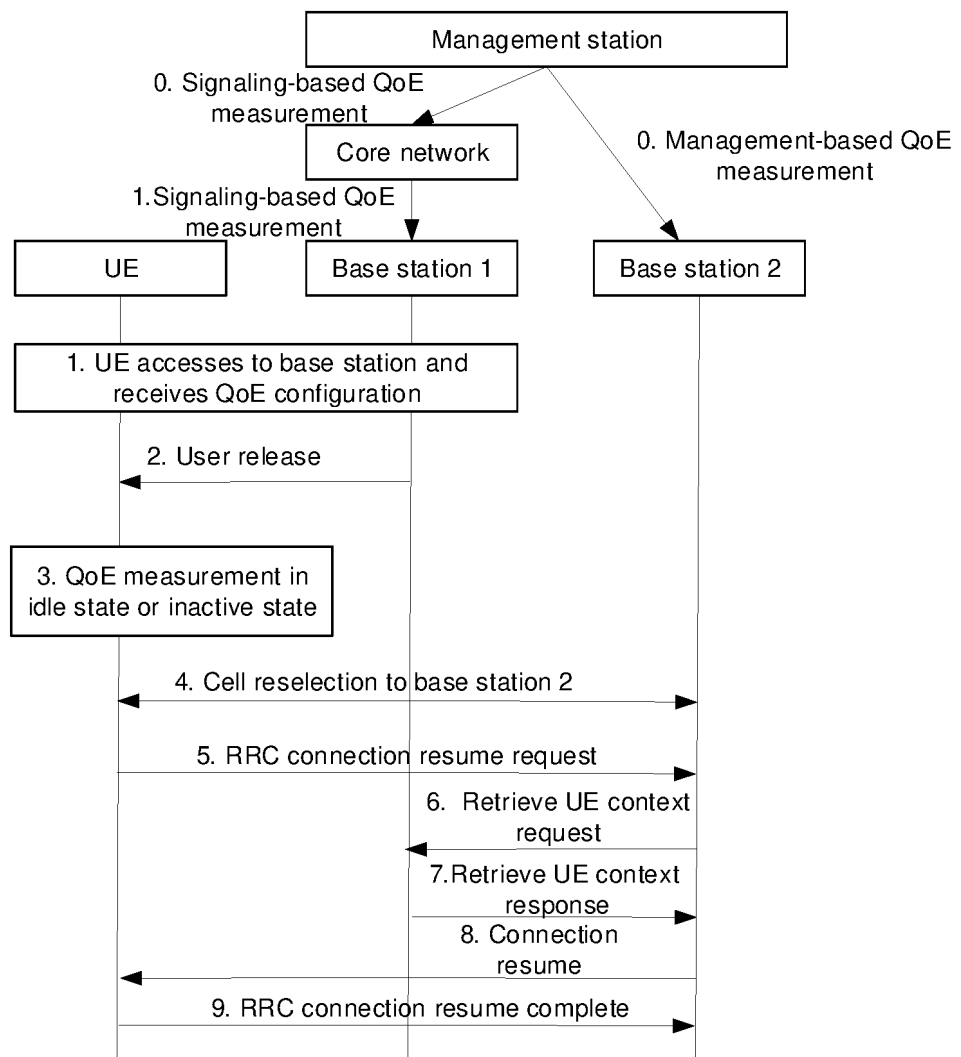 Management station
0. Signaling-based QoE
measurement
0. Management-based QoE
measurement
Core network
1.Signaling-based QoE
measurement
UE
Base station 1
Base station 2
1. UE accesses to base station and
receives QoE configuration
2. User release
3. QoE measurement in
idle state or inactive state
4. Cell reselection to base station 2
5. RRC connection resume request
6. Retrieve UE context
request
7.Retrieve UE context
response
8. Connection
resume
9. RRC connection resume complete